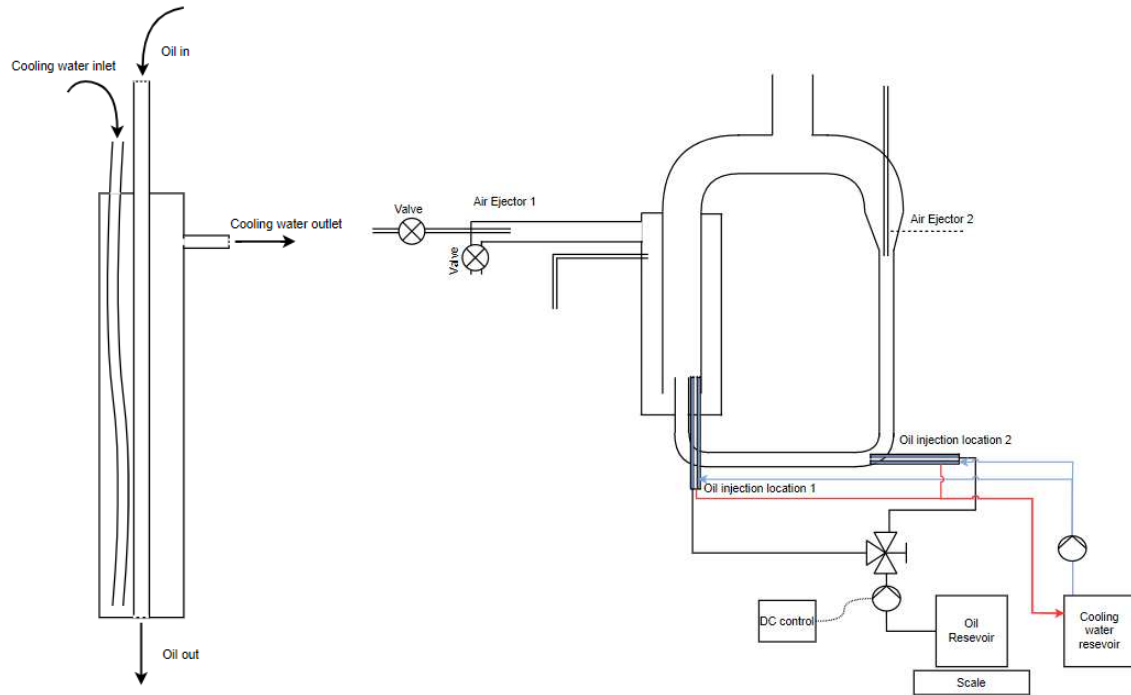 Oil in
Cooling water inlet
Cooling water outlet
Oil out
Valve
Air Ejector 1
Valve
Air Ejector 2
Oil injection location 2
Oil injection location 1
DC control
Oil
Resevoir
Scale
Cooling
water
resevoir